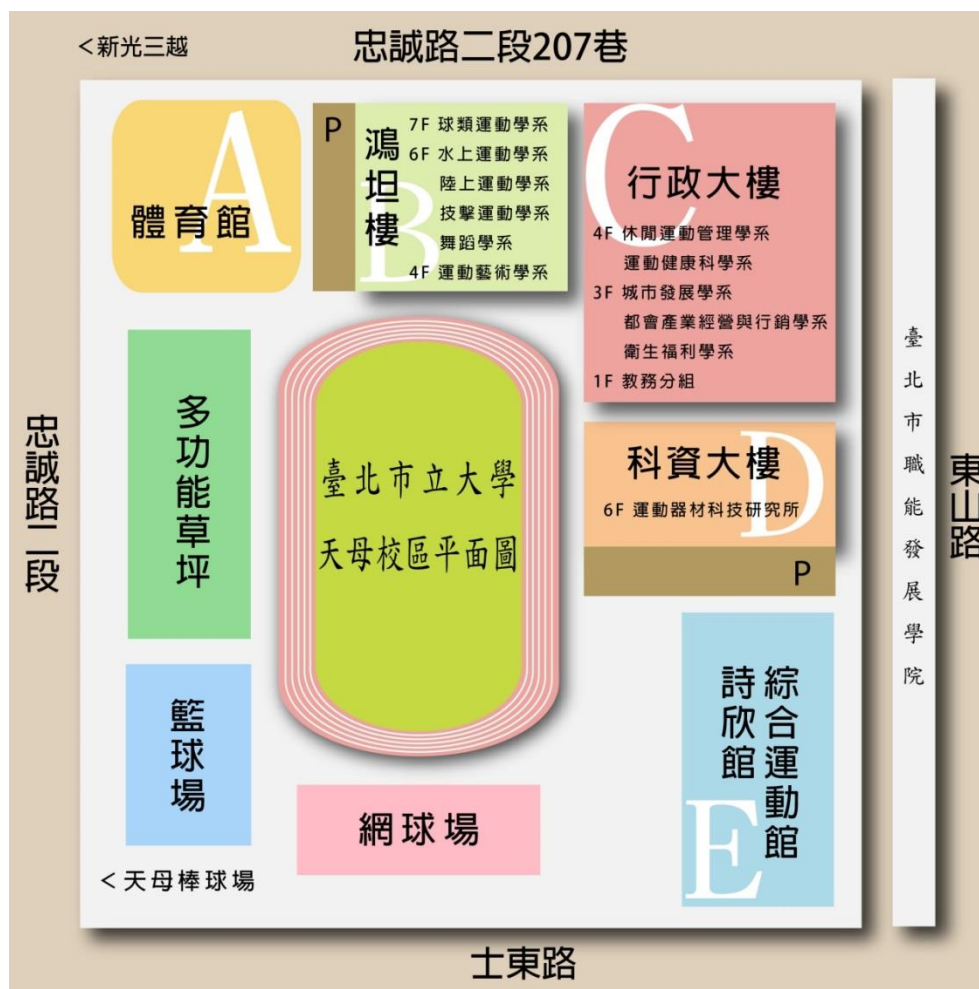 <新光三越
忠誠路二段207巷
A
體育館
P
鴻坦樓
B
7F 球類運動學系
6F 水上運動學系
陸上運動學系
技擊運動學系
舞蹈學系
4F 運動藝術學系
C
行政大樓
4F 休閒運動管理學系
運動健康科學系
3F 城市發展學系
都會產業經營與行銷學系
衛生福利學系
1F 教務分組
忠誠路二段
多功能草坪
臺北市立大學
天母校區平面圖
科資大樓
D
6F 運動器材科技研究所
P
臺北市職能發展學院
東山路
籃球場
網球場
綜合運動館
詩欣館
E
<天母棒球場
士東路